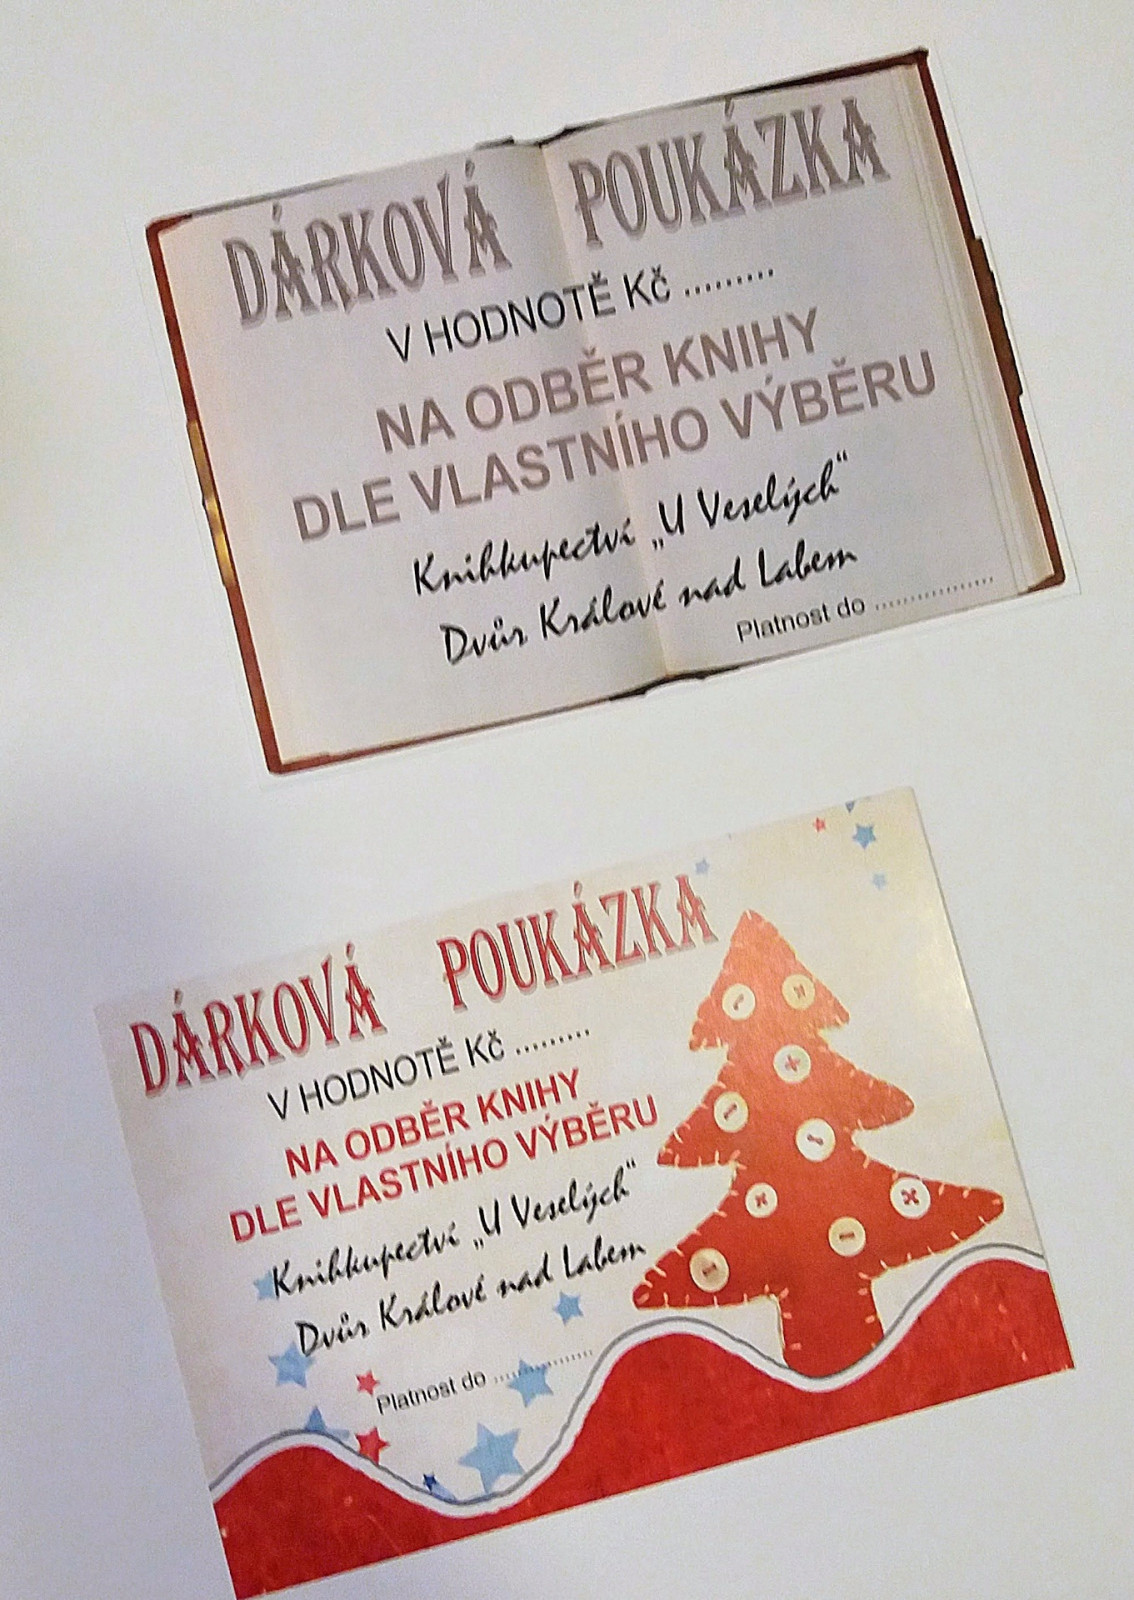 DÁRKOVÁ POUKÁZKA
V HODNOTĚ KČ .........
NA ODBĚR KNIHY
DLE VLASTNÍHO VÝBĚRU
Knihkupectví „U Veselých“
Dvůr Králové nad Labem
Platnost do .................
DÁRKOVÁ POUKÁZKA
V HODNOTĚ KČ .........
NA ODBĚR KNIHY
DLE VLASTNÍHO VÝBĚRU
Knihkupectví „U Veselých“
Dvůr Králové nad Labem
Platnost do .................